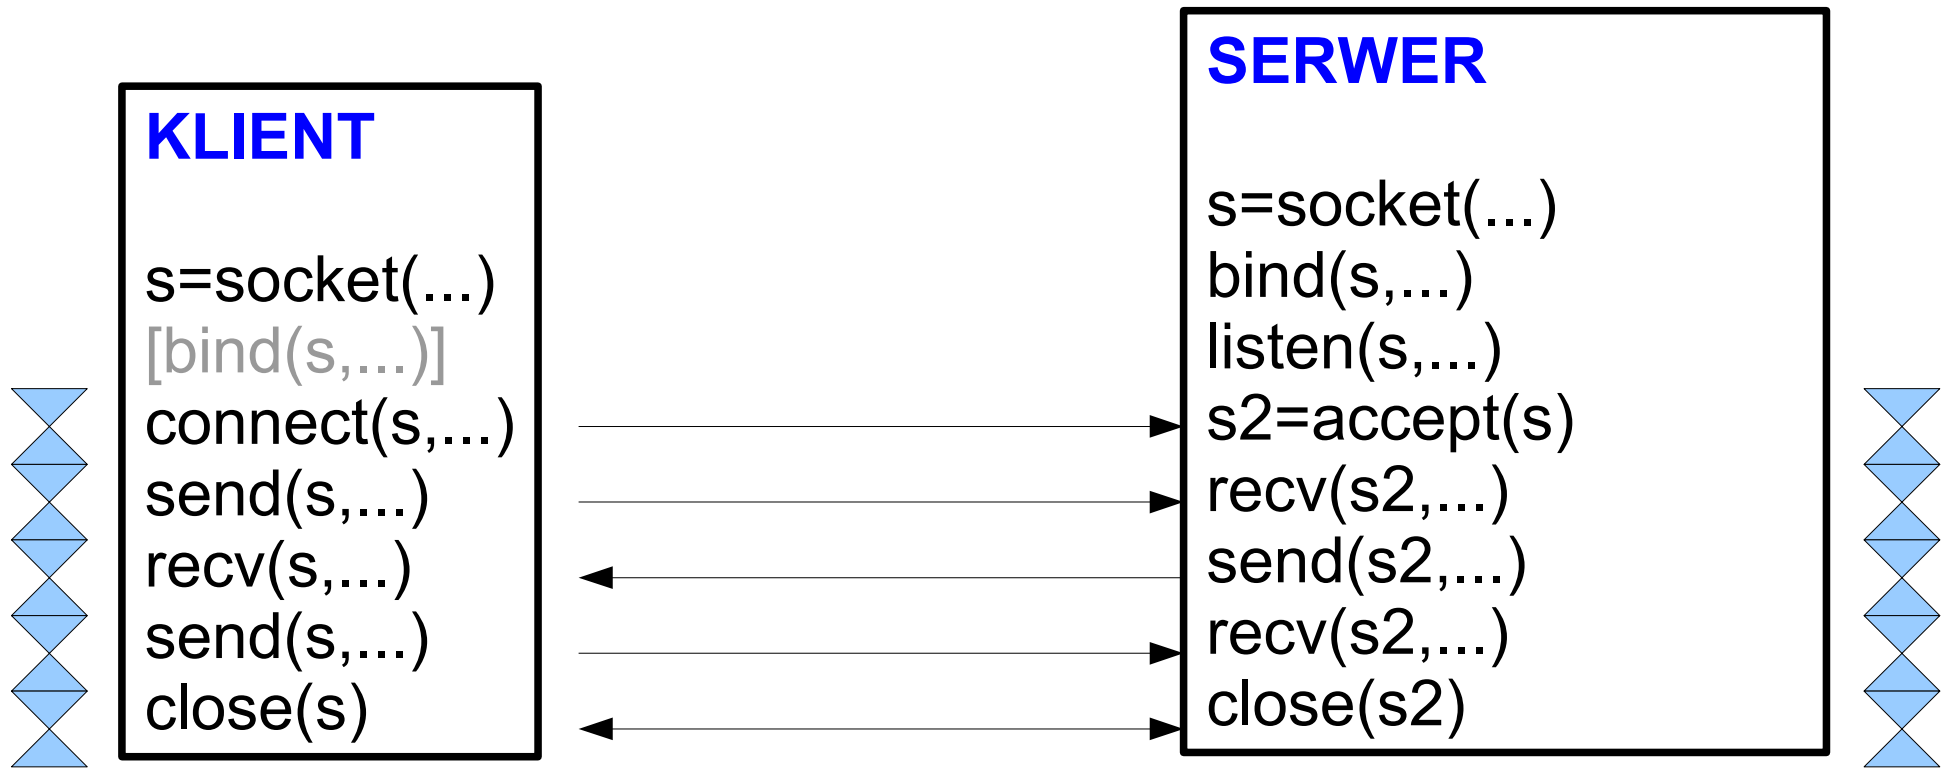 KLIENT
s=socket(...)
[bind(s,...)]
connect(s,...)
send(s,...)
recv(s,...)
send(s,...)
close(s)
SERWER
s=socket(...)
bind(s,...)
listen(s,...)
s2=accept(s)
recv(s2,...)
send(s2,...)
recv(s2,...)
close(s2)